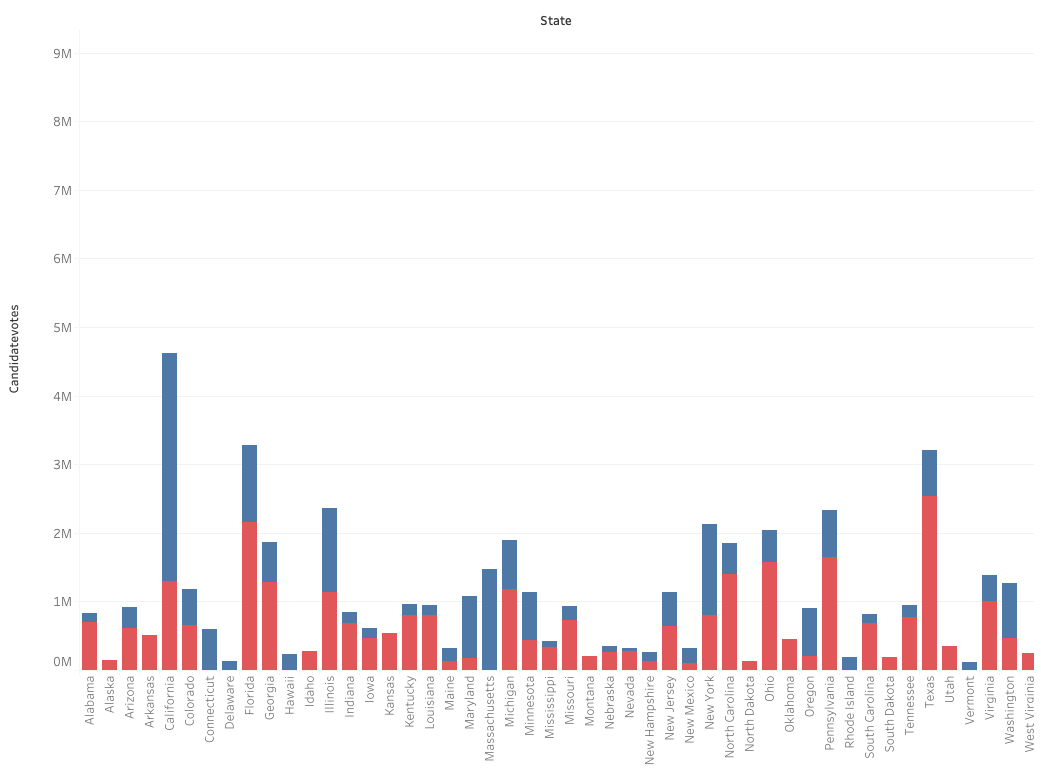 State
Candidatevotes
9M
8M
7M
6M
5M
4M
3M
2M
1M
0M
Alabama
Alaska
Arizona
Arkansas
California
Colorado
Connecticut
Delaware
Florida
Georgia
Hawaii
Idaho
Illinois
Indiana
Iowa
Kansas
Kentucky
Louisiana
Maine
Maryland
Massachusetts
Michigan
Minnesota
Mississippi
Missouri
Montana
Nebraska
Nevada
New Hampshire
New Jersey
New Mexico
New York
North Carolina
North Dakota
Ohio
Oklahoma
Oregon
Pennsylvania
Rhode Island
South Carolina
South Dakota
Tennessee
Texas
Utah
Vermont
Virginia
Washington
West Virginia